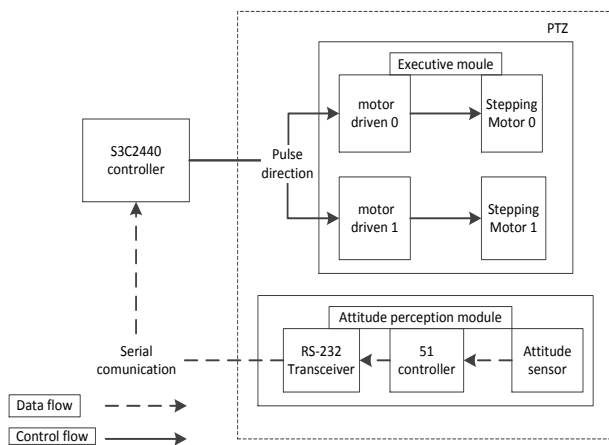 PTZ
Executive moule
motor
driven 0
Stepping
Motor 0
S3C2440
controller
Pulse
direction
motor
driven 1
Stepping
Motor 1
Attitude perception module
RS-232
Transceiver
51
controller
Attitude
sensor
Serial
comunication
Data flow
Control flow